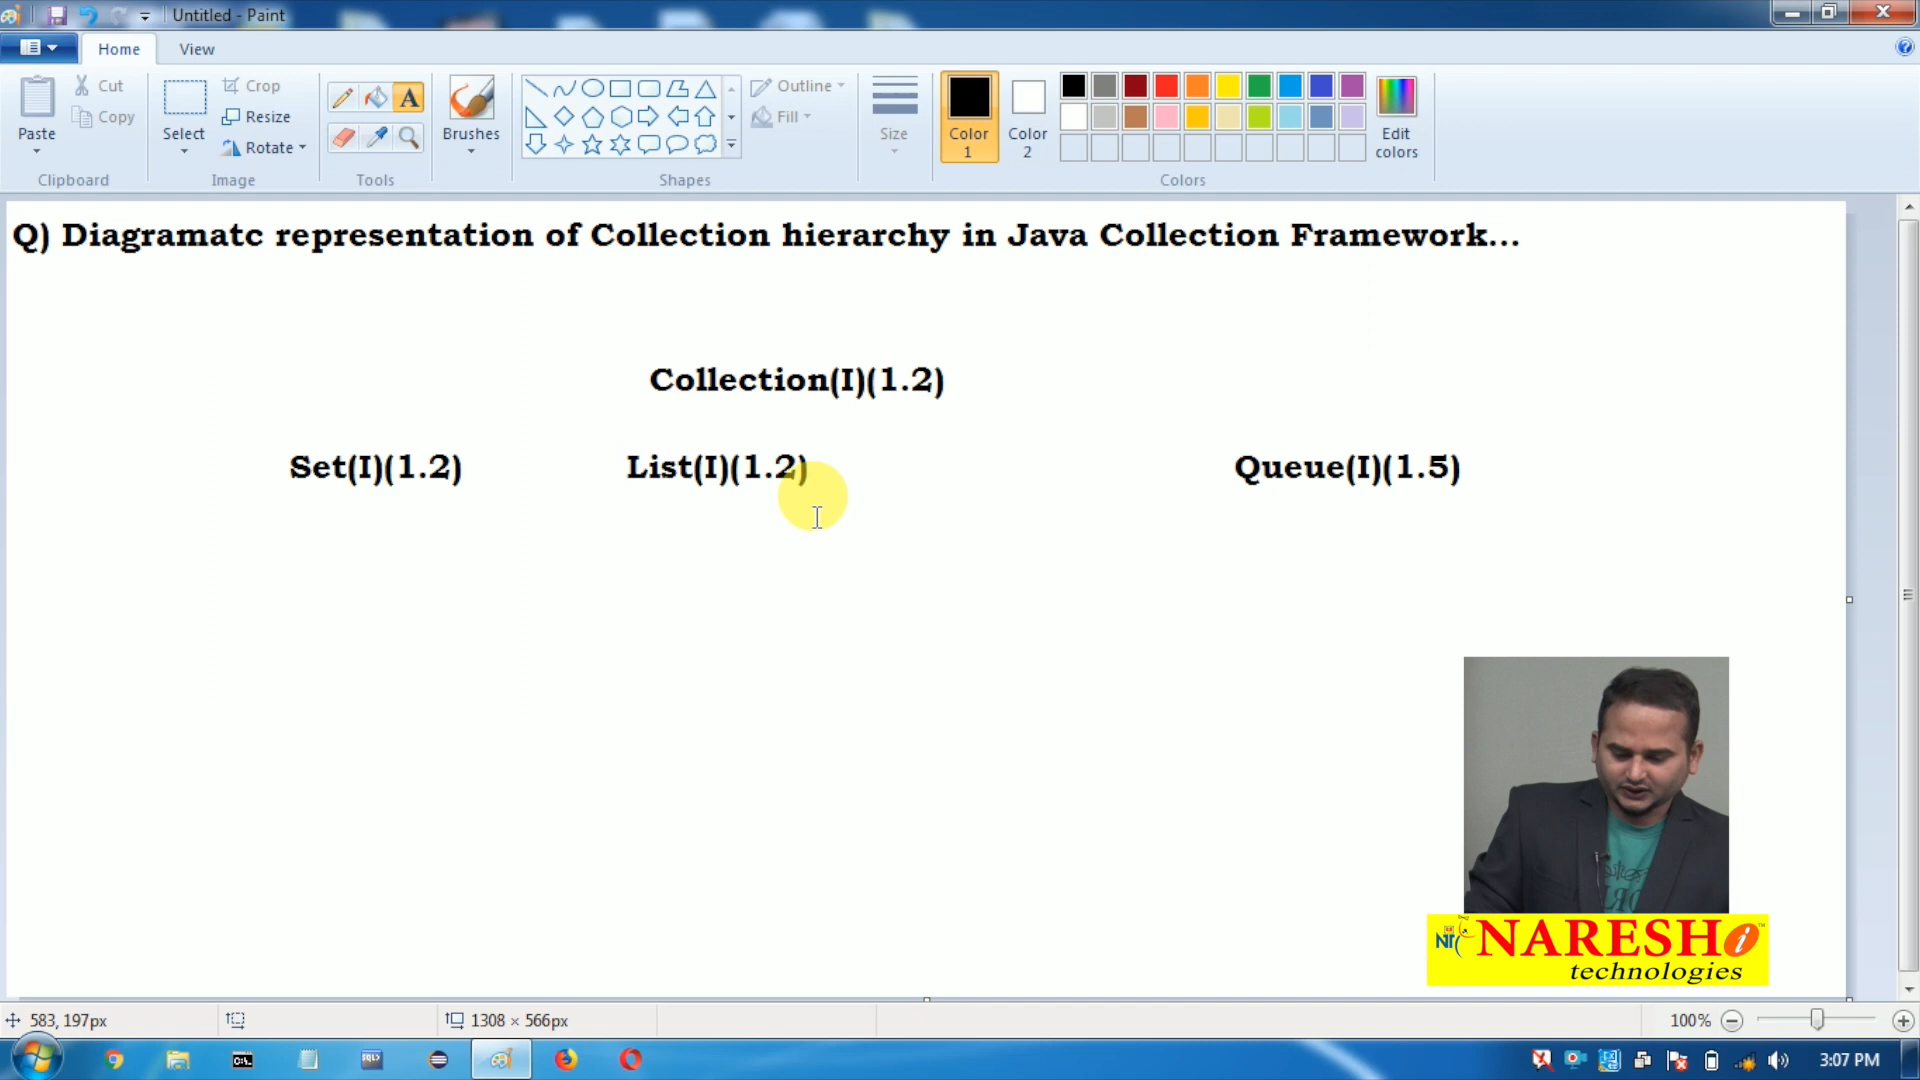 Untitled - Paint
Home View
Paste Cut Copy
Select Crop Resize Rotate
A
Brushes
Outline
Fill
Size
Color 1
Color 2
Edit colors
Clipboard Image Tools Shapes Colors
Q) Diagramatc representation of Collection hierarchy in Java Collection Framework...
Collection(I)(1.2)
Set(I)(1.2) List(I)(1.2) Queue(I)(1.5)
NARESH i
technologies
583, 197px 1308 × 566px 100%
3:07 PM